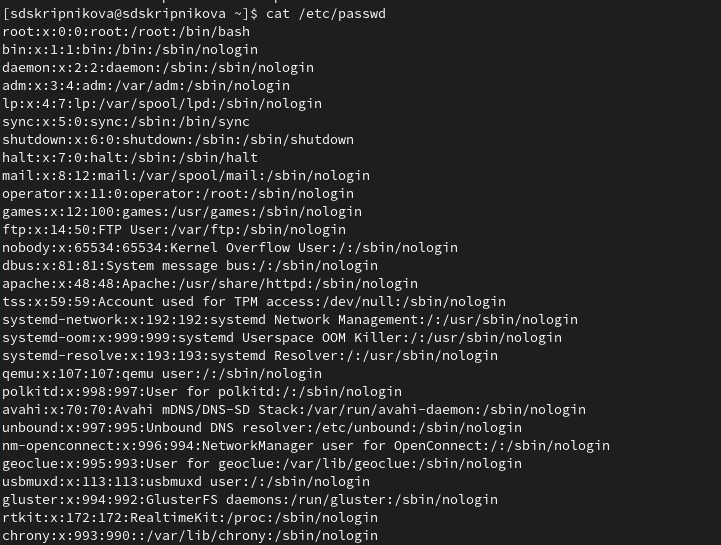 [sdskripnikova@sdskripnikova ~]$ cat /etc/passwd
root:x:0:0:root:/root:/bin/bash
bin:x:1:1:bin:/bin:/sbin/nologin
daemon:x:2:2:daemon:/sbin:/sbin/nologin
adm:x:3:4:adm:/var/adm:/sbin/nologin
lp:x:4:7:lp:/var/spool/lpd:/sbin/nologin
sync:x:5:0:sync:/sbin:/bin/sync
shutdown:x:6:0:shutdown:/sbin:/sbin/shutdown
halt:x:7:0:halt:/sbin:/sbin/halt
mail:x:8:12:mail:/var/spool/mail:/sbin/nologin
operator:x:11:0:operator:/root:/sbin/nologin
games:x:12:100:games:/usr/games:/sbin/nologin
ftp:x:14:50:FTP User:/var/ftp:/sbin/nologin
nobody:x:65534:65534:Kernel Overflow User:/:/sbin/nologin
dbus:x:81:81:System message bus:/:/sbin/nologin
apache:x:48:48:Apache:/usr/share/httpd:/sbin/nologin
tss:x:59:59:Account used for TPM access:/dev/null:/sbin/nologin
systemd-network:x:192:192:systemd Network Management:/:/usr/sbin/nologin
systemd-oom:x:999:999:systemd Userspace OOM Killer:/:/usr/sbin/nologin
systemd-resolve:x:193:193:systemd Resolver:/:/usr/sbin/nologin
qemu:x:107:107:qemu user:/:/sbin/nologin
polkitd:x:998:997:User for polkitd:/:/sbin/nologin
avahi:x:70:70:Avahi mDNS/DNS-SD Stack:/var/run/avahi-daemon:/sbin/nologin
unbound:x:997:995:Unbound DNS resolver:/etc/unbound:/sbin/nologin
nm-openconnect:x:996:994:NetworkManager user for OpenConnect:/:/sbin/nologin
geoclue:x:995:993:User for geoclue:/var/lib/geoclue:/sbin/nologin
usbmuxd:x:113:113:usbmuxd user:/:/sbin/nologin
gluster:x:994:992:GlusterFS daemons:/run/gluster:/sbin/nologin
rtkit:x:172:172:RealtimeKit:/proc:/sbin/nologin
chrony:x:993:990::/var/lib/chrony:/sbin/nologin